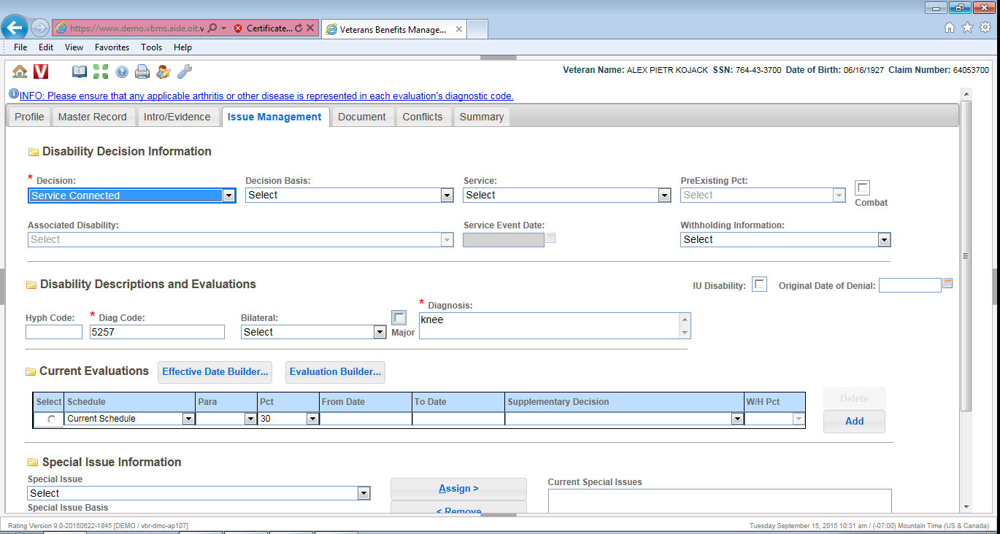 https://www.demo.vbms.aide.oit.v
Certificate...
Veterans Benefits Manage...
File Edit View Favorites Tools Help
V
Veteran Name: ALEX PIETR KOJACK SSN: 764-43-3700 Date of Birth: 06/16/1927 Claim Number: 64053700
INFO: Please ensure that any applicable arthritis or other disease is represented in each evaluation's diagnostic code.
Profile Master Record Intro/Evidence Issue Management Document Conflicts Summary
Disability Decision Information
* Decision: Decision Basis: Service: PreExisting Pct:
Service Connected Select Select Select
Combat
Associated Disability: Service Event Date: Withholding Information:
Select Select
Disability Descriptions and Evaluations IU Disability: Original Date of Denial:
Hyph Code: * Diag Code: Bilateral: * Diagnosis:
5257 Select Major knee
Current Evaluations Effective Date Builder... Evaluation Builder...
Select Schedule Para Pct From Date To Date Supplementary Decision W/H Pct Delete
Current Schedule 30 Add
Special Issue Information
Special Issue Assign > Current Special Issues
Select
Special Issue Basis < Remove
Rating Version 9.0-20150622-1845 [DEMO / vbr-dmo-ap107] Tuesday September 15, 2015 10:31 am / (-07:00) Mountain Time (US & Canada)